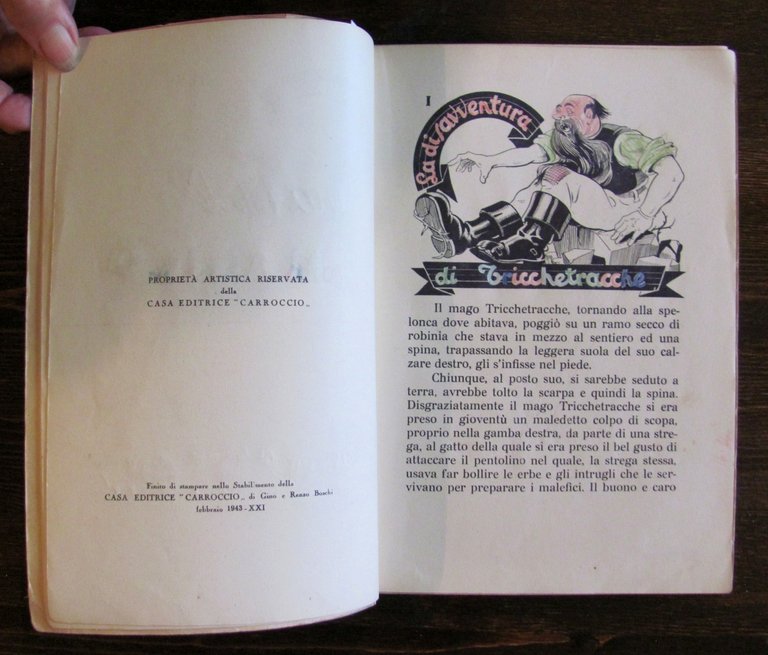 PROPRIETÀ ARTISTICA RISERVATA
della
CASA EDITRICE "CARROCCIO„
Finito di stampare nello Stabilimento della
CASA EDITRICE "CARROCCIO„ di Gino e Renzo Boschi
febbraio 1943-XXI
I
La disavventura
di Tricchetracche
Il mago Tricchetracche, tornando alla spe-
lonca dove abitava, poggiò su un ramo secco di
robinia che stava in mezzo al sentiero ed una
spina, trapassando la leggera suola del suo cal-
zare destro, gli s'infisse nel piede.
Chiunque, al posto suo, si sarebbe seduto a
terra, avrebbe tolto la scarpa e quindi la spina.
Disgraziatamente il mago Tricchetracche si era
preso in gioventù un maledetto colpo di scopa,
proprio nella gamba destra, da parte di una stre-
ga, al gatto della quale si era preso il bel gusto di
attaccare il pentolino nel quale, la strega stessa,
usava far bollire le erbe e gli intrugli che le ser-
vivano per preparare i malefici. Il buono e caro